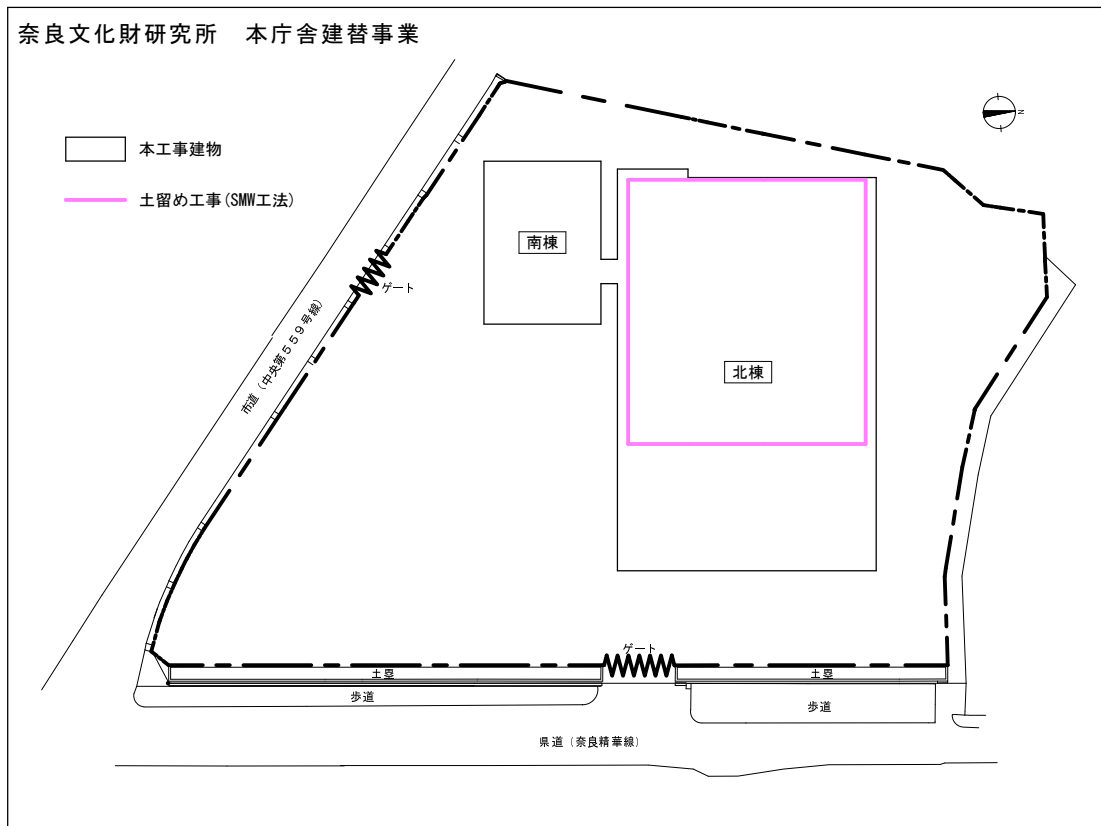 奈良文化財研究所　本庁舎建替事業
N
本工事建物
土留め工事(SMW工法)
南棟
ゲート
市道（中央第５５９号線）
北棟
ゲート
土塁
土塁
歩道
歩道
県道（奈良精華線）